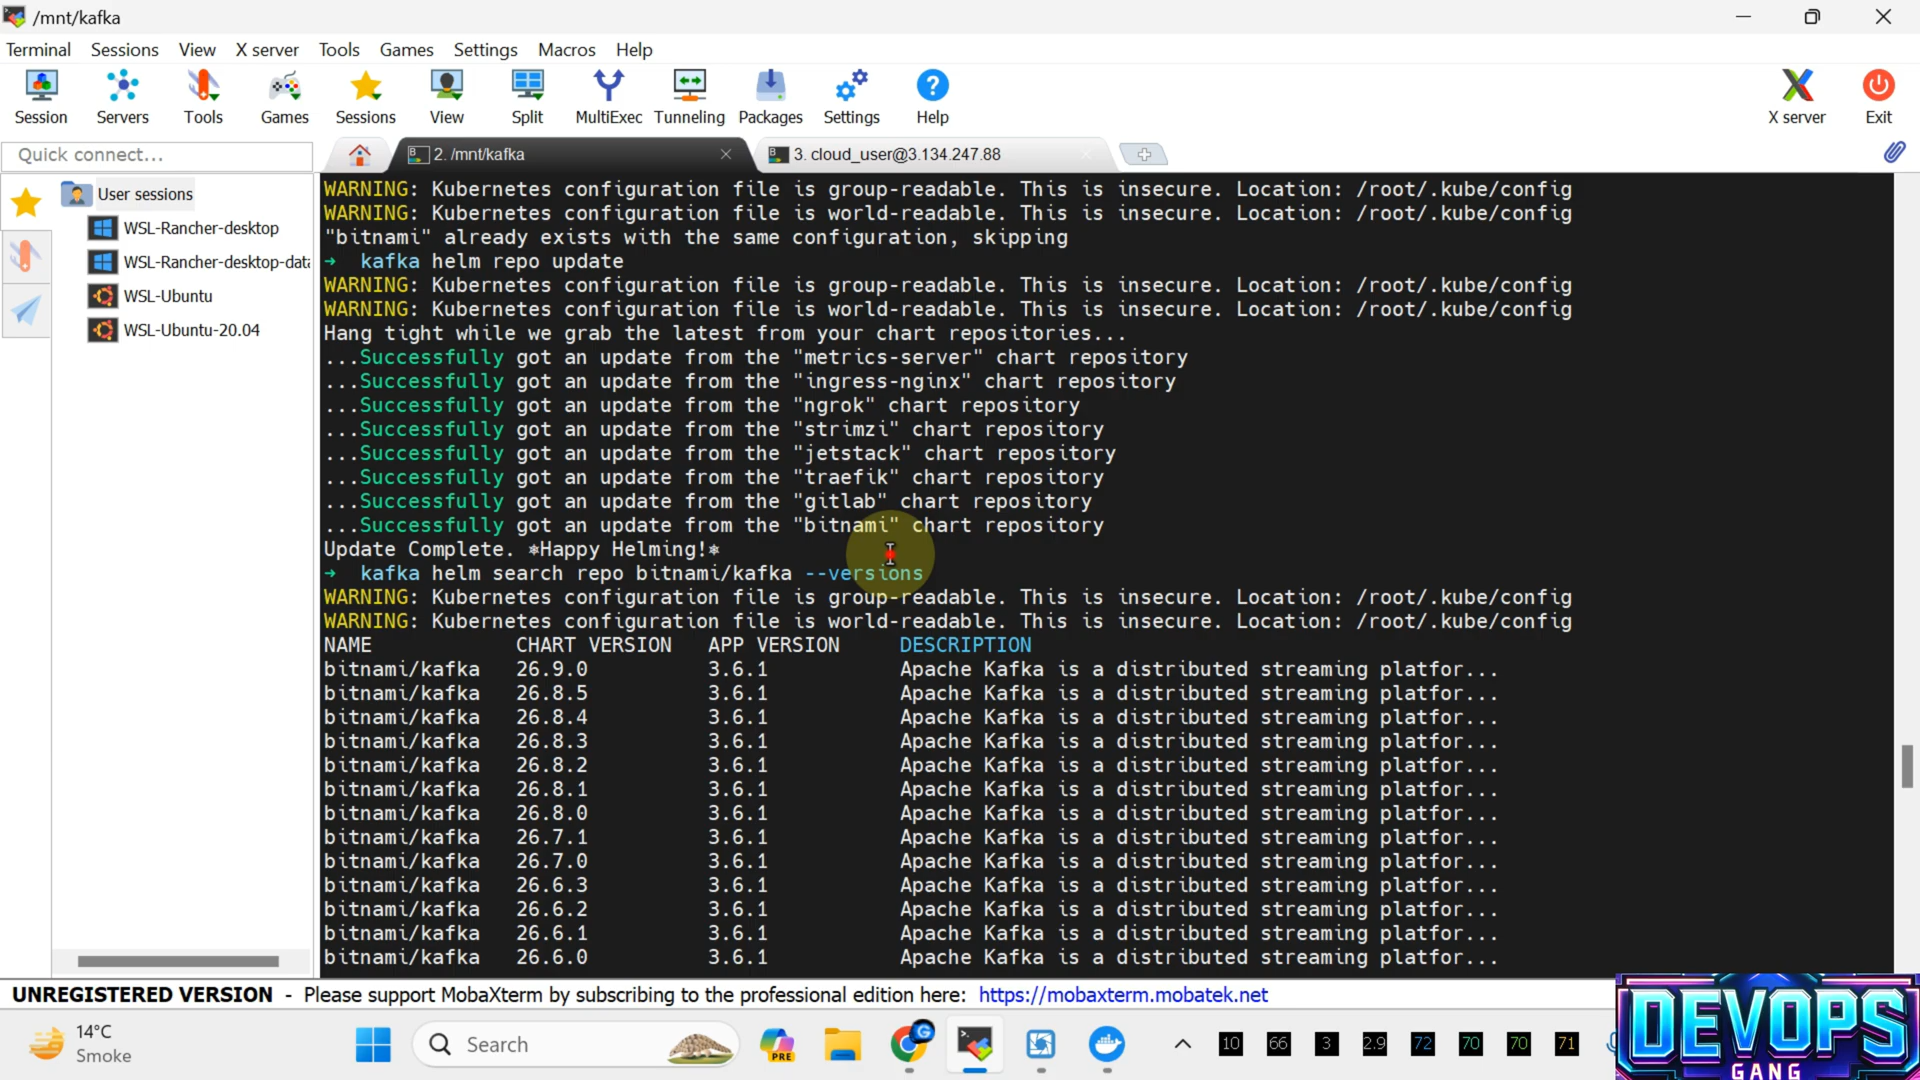 /mnt/kafka
Terminal Sessions View X server Tools Games Settings Macros Help
Session Servers Tools Games Sessions View Split MultiExec Tunneling Packages Settings Help X server Exit
Quick connect... 2. /mnt/kafka 3. cloud_user@3.134.247.88
User sessions
WSL-Rancher-desktop
WSL-Rancher-desktop-data
WSL-Ubuntu
WSL-Ubuntu-20.04
WARNING: Kubernetes configuration file is group-readable. This is insecure. Location: /root/.kube/config
WARNING: Kubernetes configuration file is world-readable. This is insecure. Location: /root/.kube/config
"bitnami" already exists with the same configuration, skipping
→ kafka helm repo update
WARNING: Kubernetes configuration file is group-readable. This is insecure. Location: /root/.kube/config
WARNING: Kubernetes configuration file is world-readable. This is insecure. Location: /root/.kube/config
Hang tight while we grab the latest from your chart repositories...
...Successfully got an update from the "metrics-server" chart repository
...Successfully got an update from the "ingress-nginx" chart repository
...Successfully got an update from the "ngrok" chart repository
...Successfully got an update from the "strimzi" chart repository
...Successfully got an update from the "jetstack" chart repository
...Successfully got an update from the "traefik" chart repository
...Successfully got an update from the "gitlab" chart repository
...Successfully got an update from the "bitnami" chart repository
Update Complete. ⎈Happy Helming!⎈
→ kafka helm search repo bitnami/kafka --versions
WARNING: Kubernetes configuration file is group-readable. This is insecure. Location: /root/.kube/config
WARNING: Kubernetes configuration file is world-readable. This is insecure. Location: /root/.kube/config
NAME CHART VERSION APP VERSION DESCRIPTION
bitnami/kafka 26.9.0 3.6.1 Apache Kafka is a distributed streaming platfor...
bitnami/kafka 26.8.5 3.6.1 Apache Kafka is a distributed streaming platfor...
bitnami/kafka 26.8.4 3.6.1 Apache Kafka is a distributed streaming platfor...
bitnami/kafka 26.8.3 3.6.1 Apache Kafka is a distributed streaming platfor...
bitnami/kafka 26.8.2 3.6.1 Apache Kafka is a distributed streaming platfor...
bitnami/kafka 26.8.1 3.6.1 Apache Kafka is a distributed streaming platfor...
bitnami/kafka 26.8.0 3.6.1 Apache Kafka is a distributed streaming platfor...
bitnami/kafka 26.7.1 3.6.1 Apache Kafka is a distributed streaming platfor...
bitnami/kafka 26.7.0 3.6.1 Apache Kafka is a distributed streaming platfor...
bitnami/kafka 26.6.3 3.6.1 Apache Kafka is a distributed streaming platfor...
bitnami/kafka 26.6.2 3.6.1 Apache Kafka is a distributed streaming platfor...
bitnami/kafka 26.6.1 3.6.1 Apache Kafka is a distributed streaming platfor...
bitnami/kafka 26.6.0 3.6.1 Apache Kafka is a distributed streaming platfor...
UNREGISTERED VERSION - Please support MobaXterm by subscribing to the professional edition here: https://mobaxterm.mobatek.net
14°C
Smoke
Search
PRE
G
10 66 3 2.9 72 70 70 71
DEVOPS
GANG